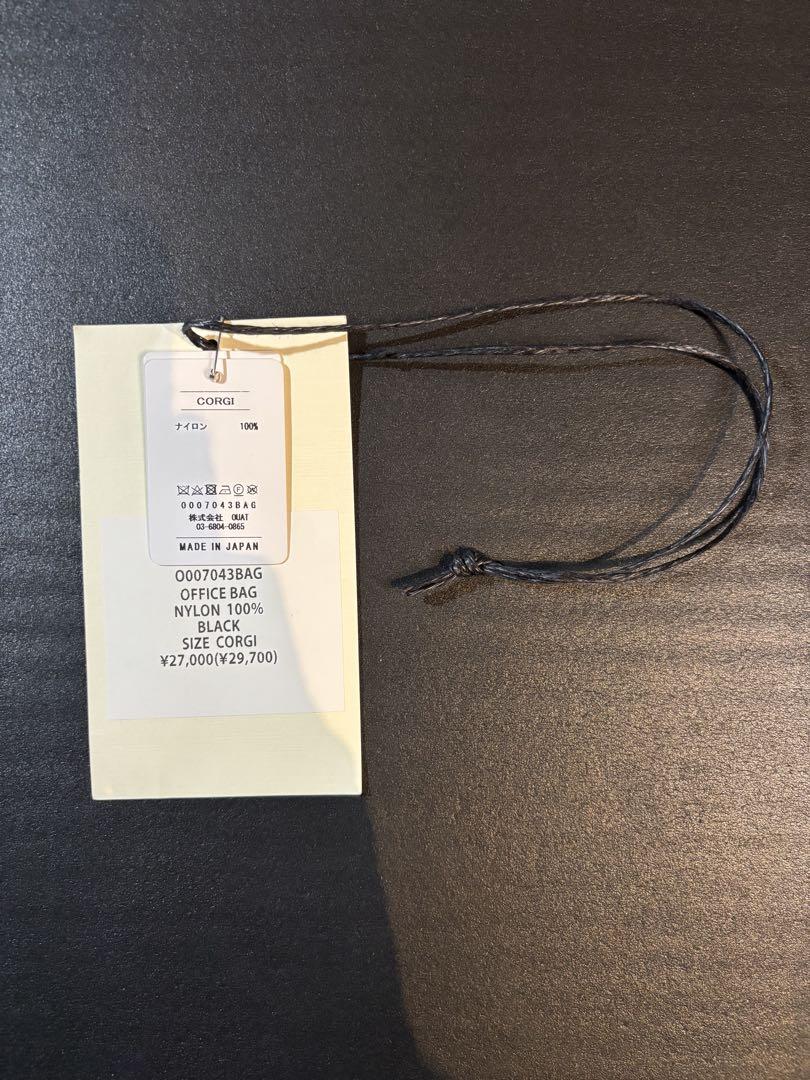 CORGI
ナイロン 100%
0007043BAG
株式会社 OUAT
03-6804-0865
MADE IN JAPAN
O007043BAG
OFFICE BAG
NYLON 100%
BLACK
SIZE CORGI
¥27,000(¥29,700)